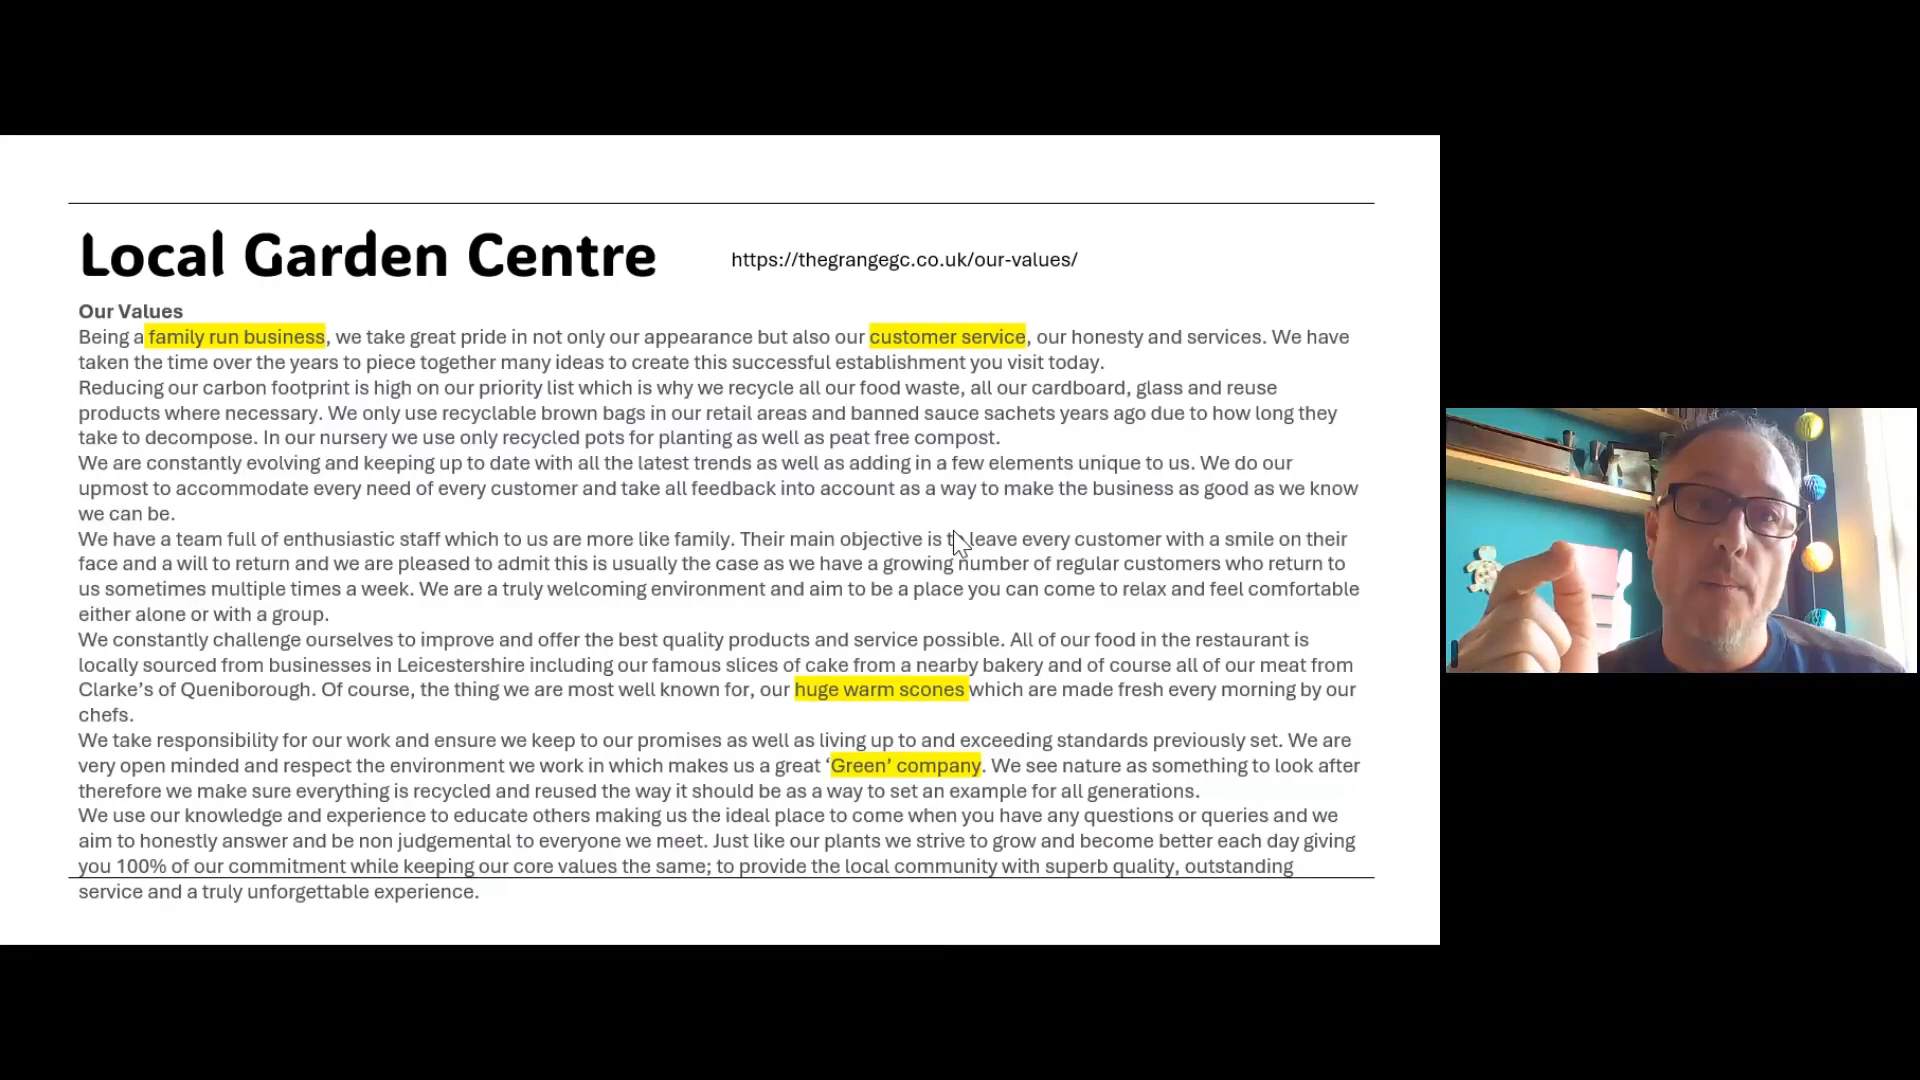 Local Garden Centre
https://thegrangegc.co.uk/our-values/
Our Values
Being a family run business, we take great pride in not only our appearance but also our customer service, our honesty and services. We have
taken the time over the years to piece together many ideas to create this successful establishment you visit today.
Reducing our carbon footprint is high on our priority list which is why we recycle all our food waste, all our cardboard, glass and reuse
products where necessary. We only use recyclable brown bags in our retail areas and banned sauce sachets years ago due to how long they
take to decompose. In our nursery we use only recycled pots for planting as well as peat free compost.
We are constantly evolving and keeping up to date with all the latest trends as well as adding in a few elements unique to us. We do our
upmost to accommodate every need of every customer and take all feedback into account as a way to make the business as good as we know
we can be.
We have a team full of enthusiastic staff which to us are more like family. Their main objective is to leave every customer with a smile on their
face and a will to return and we are pleased to admit this is usually the case as we have a growing number of regular customers who return to
us sometimes multiple times a week. We are a truly welcoming environment and aim to be a place you can come to relax and feel comfortable
either alone or with a group.
We constantly challenge ourselves to improve and offer the best quality products and service possible. All of our food in the restaurant is
locally sourced from businesses in Leicestershire including our famous slices of cake from a nearby bakery and of course all of our meat from
Clarke’s of Queniborough. Of course, the thing we are most well known for, our huge warm scones which are made fresh every morning by our
chefs.
We take responsibility for our work and ensure we keep to our promises as well as living up to and exceeding standards previously set. We are
very open minded and respect the environment we work in which makes us a great ‘Green’ company. We see nature as something to look after
therefore we make sure everything is recycled and reused the way it should be as a way to set an example for all generations.
We use our knowledge and experience to educate others making us the ideal place to come when you have any questions or queries and we
aim to honestly answer and be non judgemental to everyone we meet. Just like our plants we strive to grow and become better each day giving
you 100% of our commitment while keeping our core values the same; to provide the local community with superb quality, outstanding
service and a truly unforgettable experience.